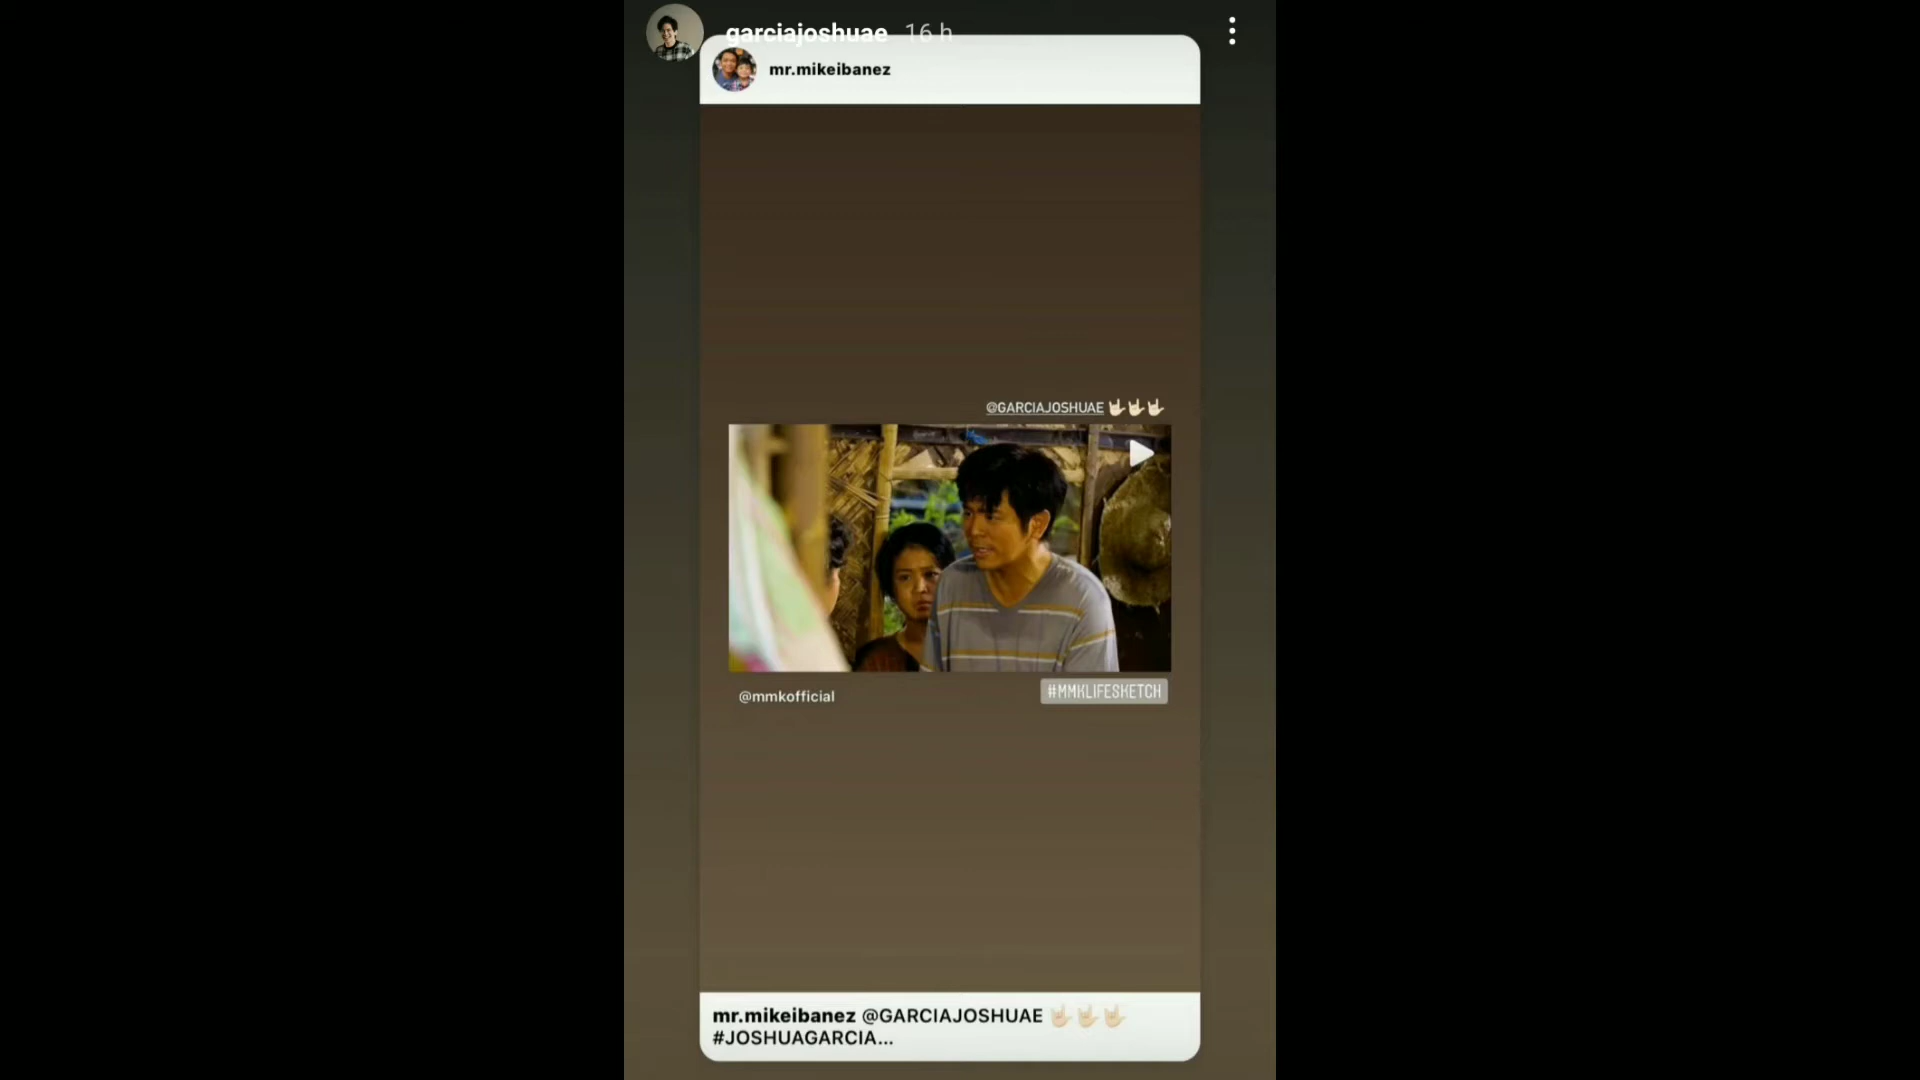 garciajoshuae 16 h
mr.mikeibanez
@GARCIAJOSHUAE 🤟🏻🤟🏻🤟🏻
@mmkofficial
#MMKLIFESKETCH
mr.mikeibanez @GARCIAJOSHUAE 🤟🏻🤟🏻🤟🏻
#JOSHUAGARCIA...